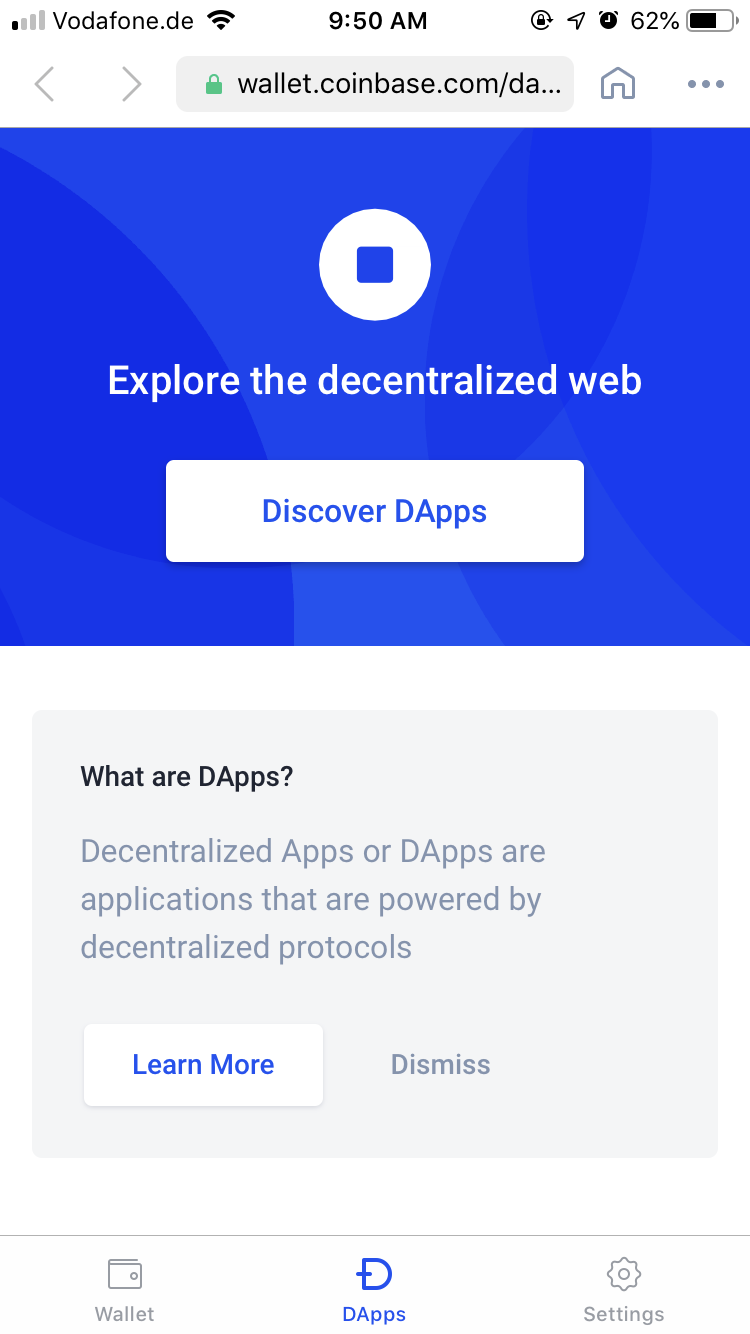 Vodafone.de 9:50 AM 62%
wallet.coinbase.com/da...
Explore the decentralized web
Discover DApps
What are DApps?
Decentralized Apps or DApps are
applications that are powered by
decentralized protocols
Learn More Dismiss
Wallet DApps Settings